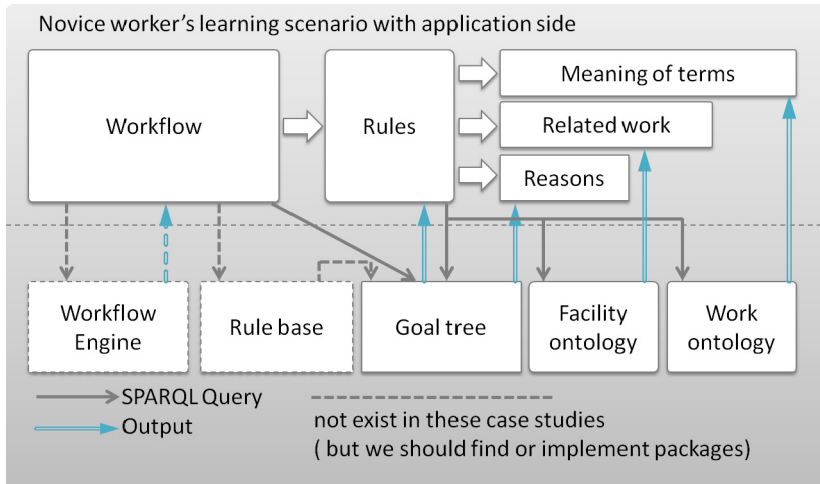 Novice worker's learning scenario with application side
Workflow
Rules
Meaning of terms
Related work
Reasons
Workflow
Engine
Rule base
Goal tree
Facility
ontology
Work
ontology
SPARQL Query
Output
not exist in these case studies
( but we should find or implement packages)